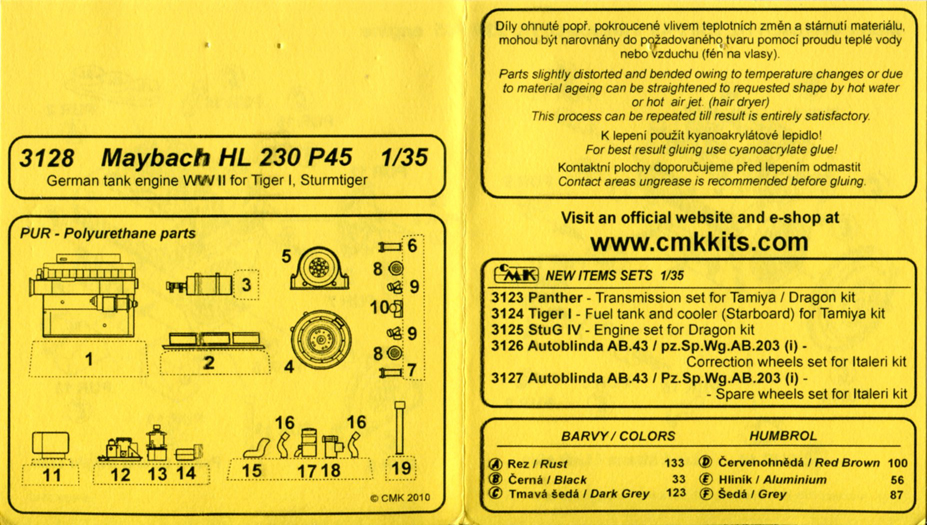 3128 Maybach HL 230 P45 1/35
German tank engine WW II for Tiger I, Sturmtiger
PUR - Polyurethane parts
1
2
3
4
5
6
8
9
10
9
8
7
11
12
13
14
15
16
17
18
16
19
© CMK 2010
Díly ohnuté popř. pokroucené vlivem teplotních změn a stárnutí materiálu,
mohou být narovnány do požadovaného tvaru pomocí proudu teplé vody
nebo vzduchu (fén na vlasy).
Parts slightly distorted and bended owing to temperature changes or due
to material ageing can be straightened to requested shape by hot water
or hot air jet. (hair dryer)
This process can be repeated till result is entirely satisfactory.
K lepení použít kyanoakrylátové lepidlo!
For best result gluing use cyanoacrylate glue!
Kontaktní plochy doporučujeme před lepením odmastit
Contact areas ungrease is recommended before gluing.
Visit an official website and e-shop at
www.cmkkits.com
CMK NEW ITEMS SETS 1/35
3123 Panther - Transmission set for Tamiya / Dragon kit
3124 Tiger I - Fuel tank and cooler (Starboard) for Tamiya kit
3125 StuG IV - Engine set for Dragon kit
3126 Autoblinda AB.43 / pz.Sp.Wg.AB.203 (i) -
Correction wheels set for Italeri kit
3127 Autoblinda AB.43 / Pz.Sp.Wg.AB.203 (i) -
- Spare wheels set for Italeri kit
BARVY / COLORS HUMBROL
A Rez / Rust 133 D Červenohnědá / Red Brown 100
B Černá / Black 33 E Hliník / Aluminium 56
C Tmavá šedá / Dark Grey 123 F Šedá / Grey 87